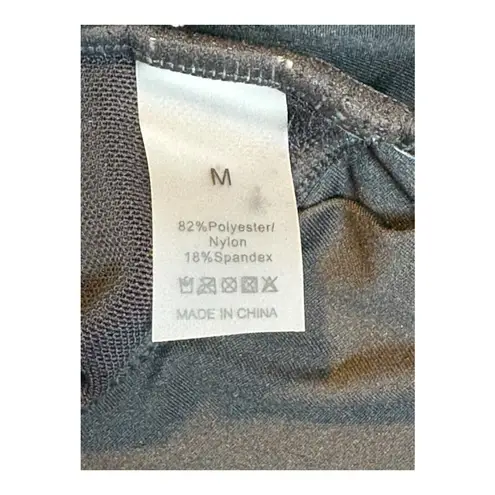 M
82%Polyester/
Nylon
18%Spandex
MADE IN CHINA